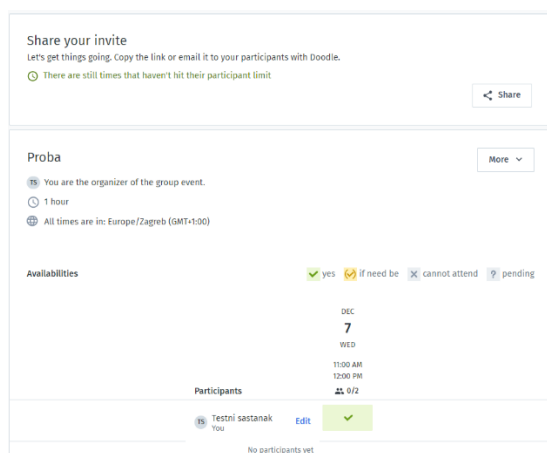 Share your invite
Let's get things going. Copy the link or email it to your participants with Doodle.
There are still times that haven't hit their participant limit
Share
Proba
More
TS You are the organizer of the group event.
1 hour
All times are in: Europe/Zagreb (GMT+1:00)
Availabilities
yes if need be cannot attend ? pending
DEC
7
WED
11:00 AM
12:00 PM
Participants 0/2
TS Testni sastanak Edit
You
No participants yet